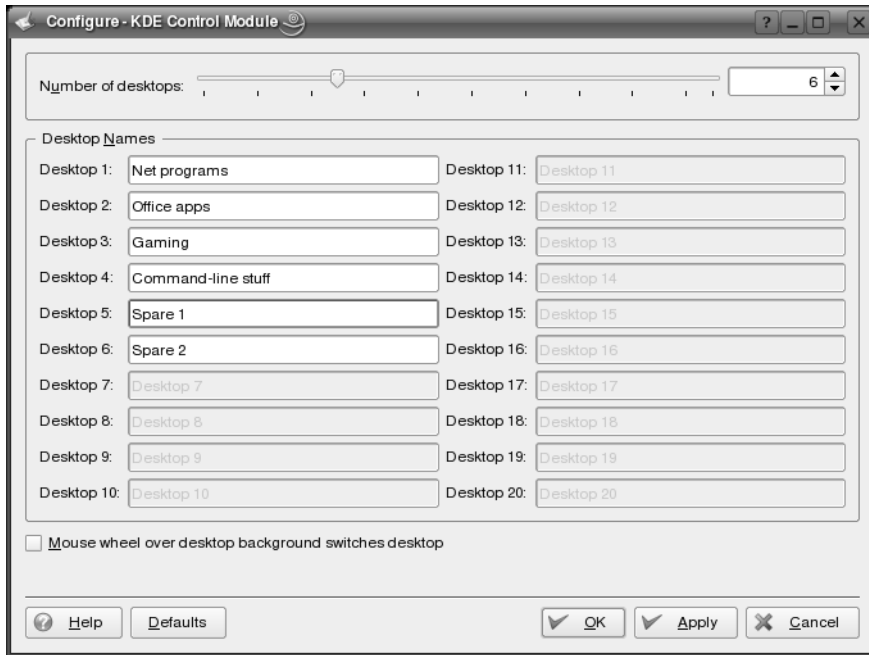 Configure - KDE Control Module
Number of desktops: 6
Desktop Names
Desktop 1: Net programs
Desktop 2: Office apps
Desktop 3: Gaming
Desktop 4: Command-line stuff
Desktop 5: Spare 1
Desktop 6: Spare 2
Desktop 7: Desktop 7
Desktop 8: Desktop 8
Desktop 9: Desktop 9
Desktop 10: Desktop 10
Desktop 11: Desktop 11
Desktop 12: Desktop 12
Desktop 13: Desktop 13
Desktop 14: Desktop 14
Desktop 15: Desktop 15
Desktop 16: Desktop 16
Desktop 17: Desktop 17
Desktop 18: Desktop 18
Desktop 19: Desktop 19
Desktop 20: Desktop 20
Mouse wheel over desktop background switches desktop
Help Defaults OK Apply Cancel